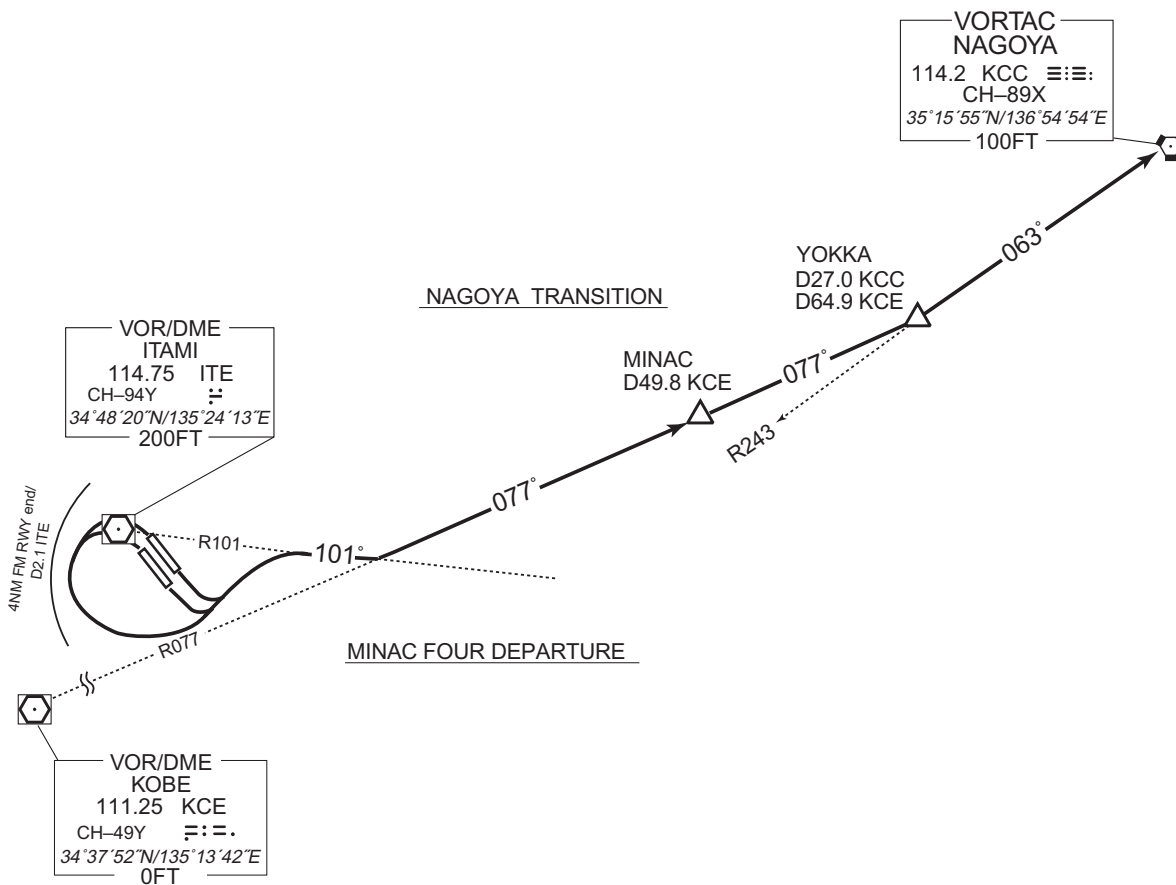 VORTAC
NAGOYA
114.2 KCC
CH–89X
35°15´55˝N/136°54´54˝E
100FT
063°
YOKKA
D27.0 KCC
D64.9 KCE
NAGOYA TRANSITION
VOR/DME
ITAMI
114.75 ITE
CH–94Y
34°48´20˝N/135°24´13˝E
200FT
MINAC
D49.8 KCE
077°
R243
077°
4NM FM RWY end/
D2.1 ITE
R101
101°
R077
MINAC FOUR DEPARTURE
VOR/DME
KOBE
111.25 KCE
CH–49Y
34°37´52˝N/135°13´42˝E
0FT